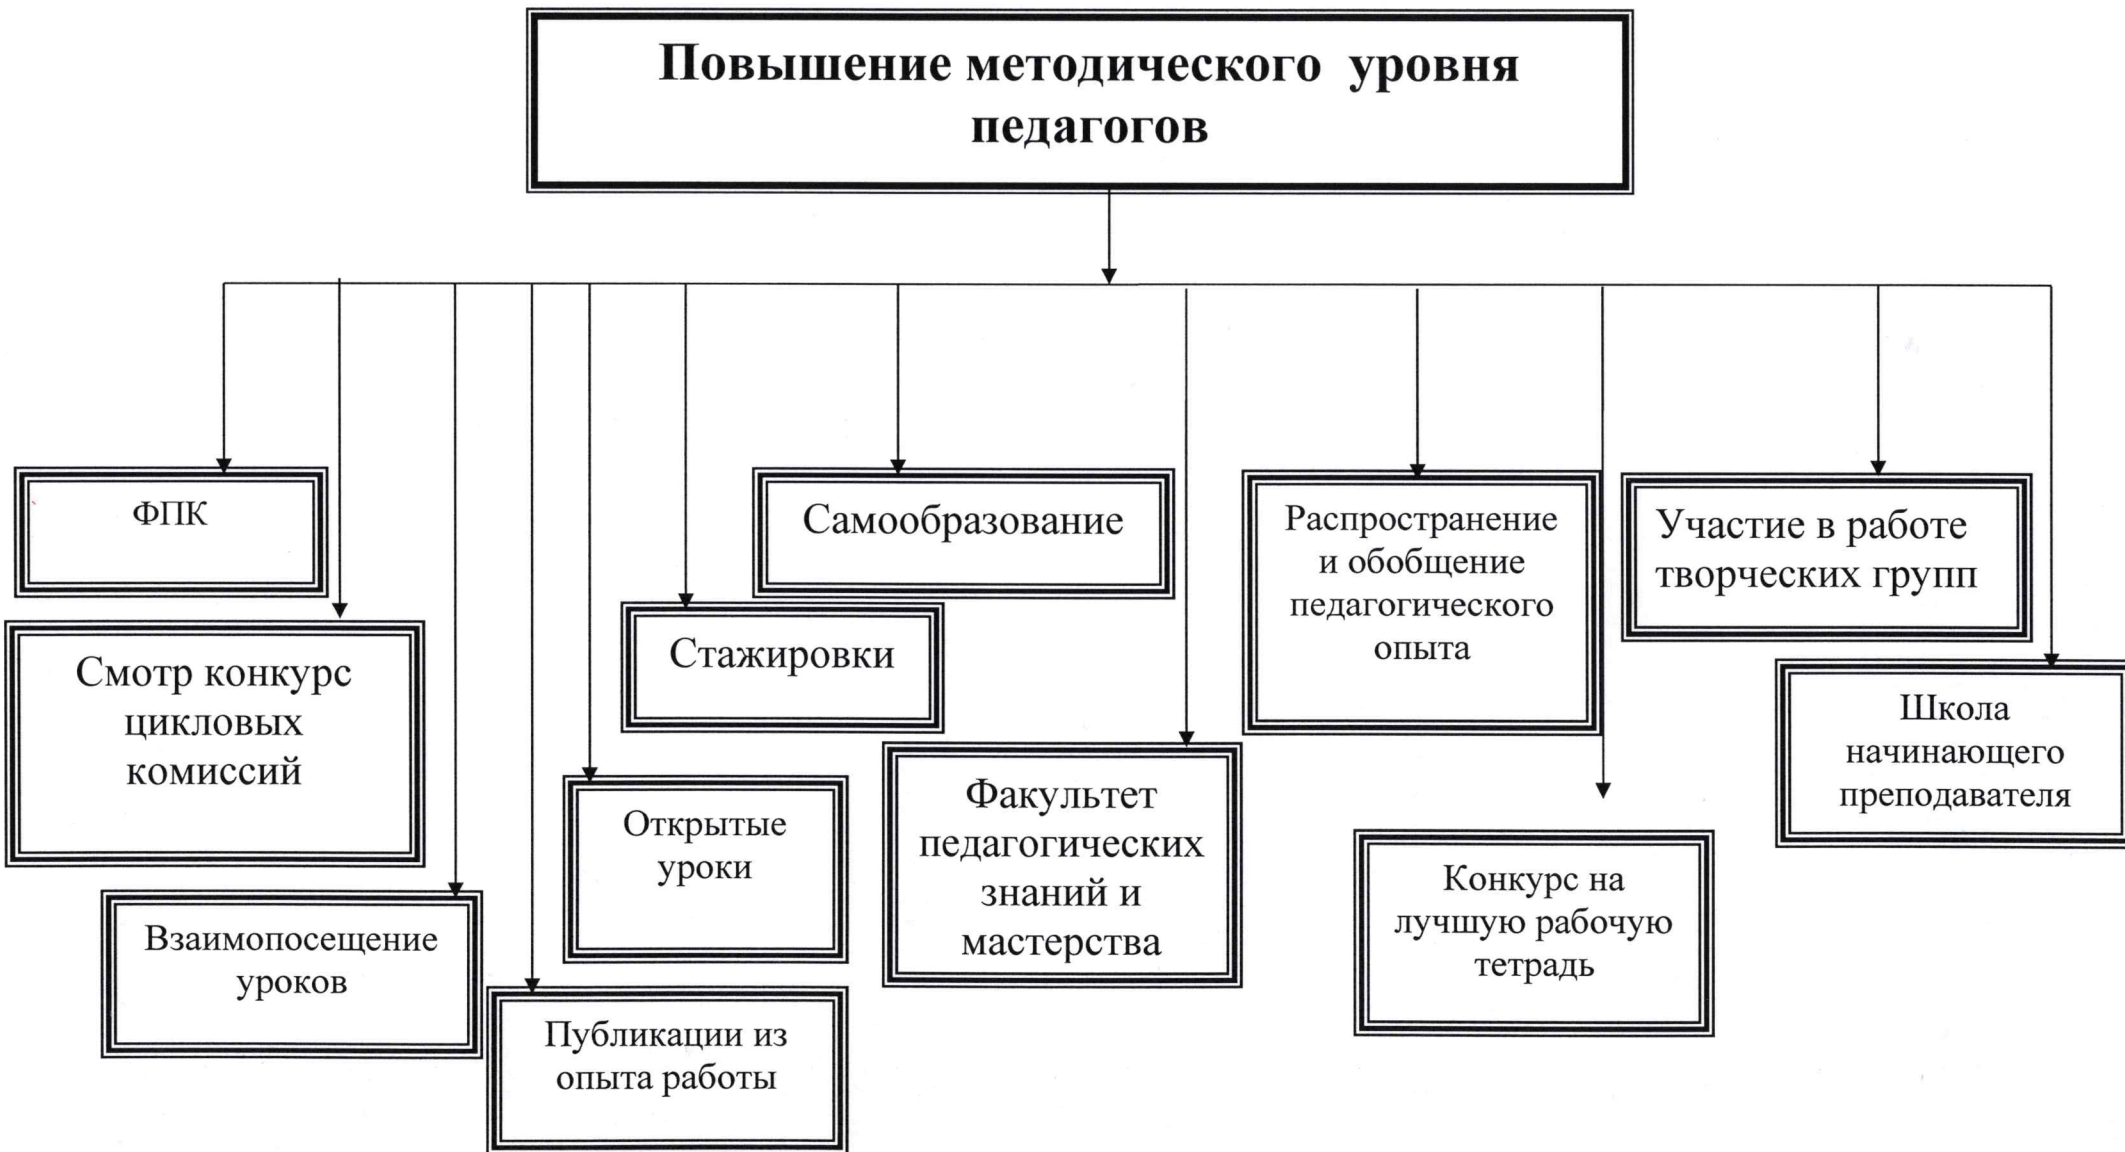 Повышение методического уровня
педагогов
ФПК
Самообразование
Распространение
и обобщение
педагогического
опыта
Участие в работе
творческих групп
Смотр конкурс
цикловых
комиссий
Стажировки
Школа
начинающего
преподавателя
Открытые
уроки
Факультет
педагогических
знаний и
мастерства
Конкурс на
лучшую рабочую
тетрадь
Взаимопосещение
уроков
Публикации из
опыта работы